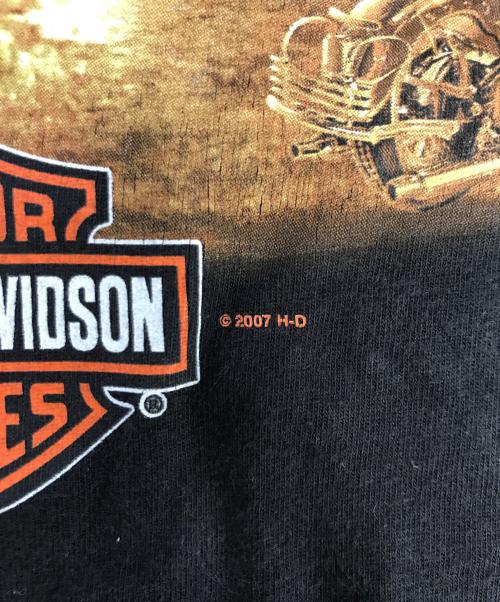 OR
VIDSON
ES
®
© 2007 H-D